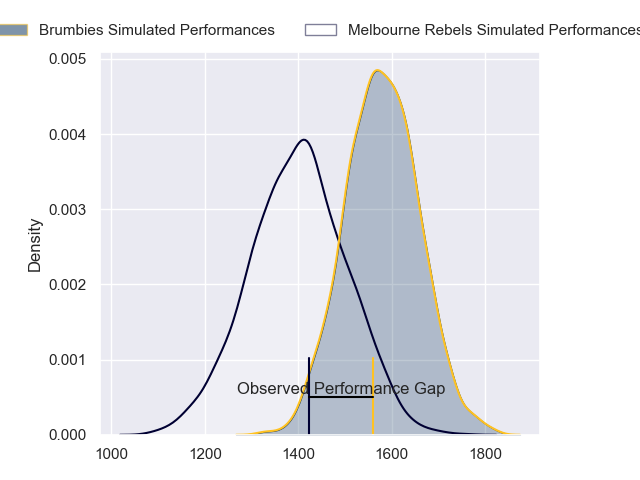 Brumbies Simulated Performances Melbourne Rebels Simulated Performances
0.005
0.004
0.003
0.002
0.001
0.000
Density
Observed Performance Gap
1000 1200 1400 1600 1800